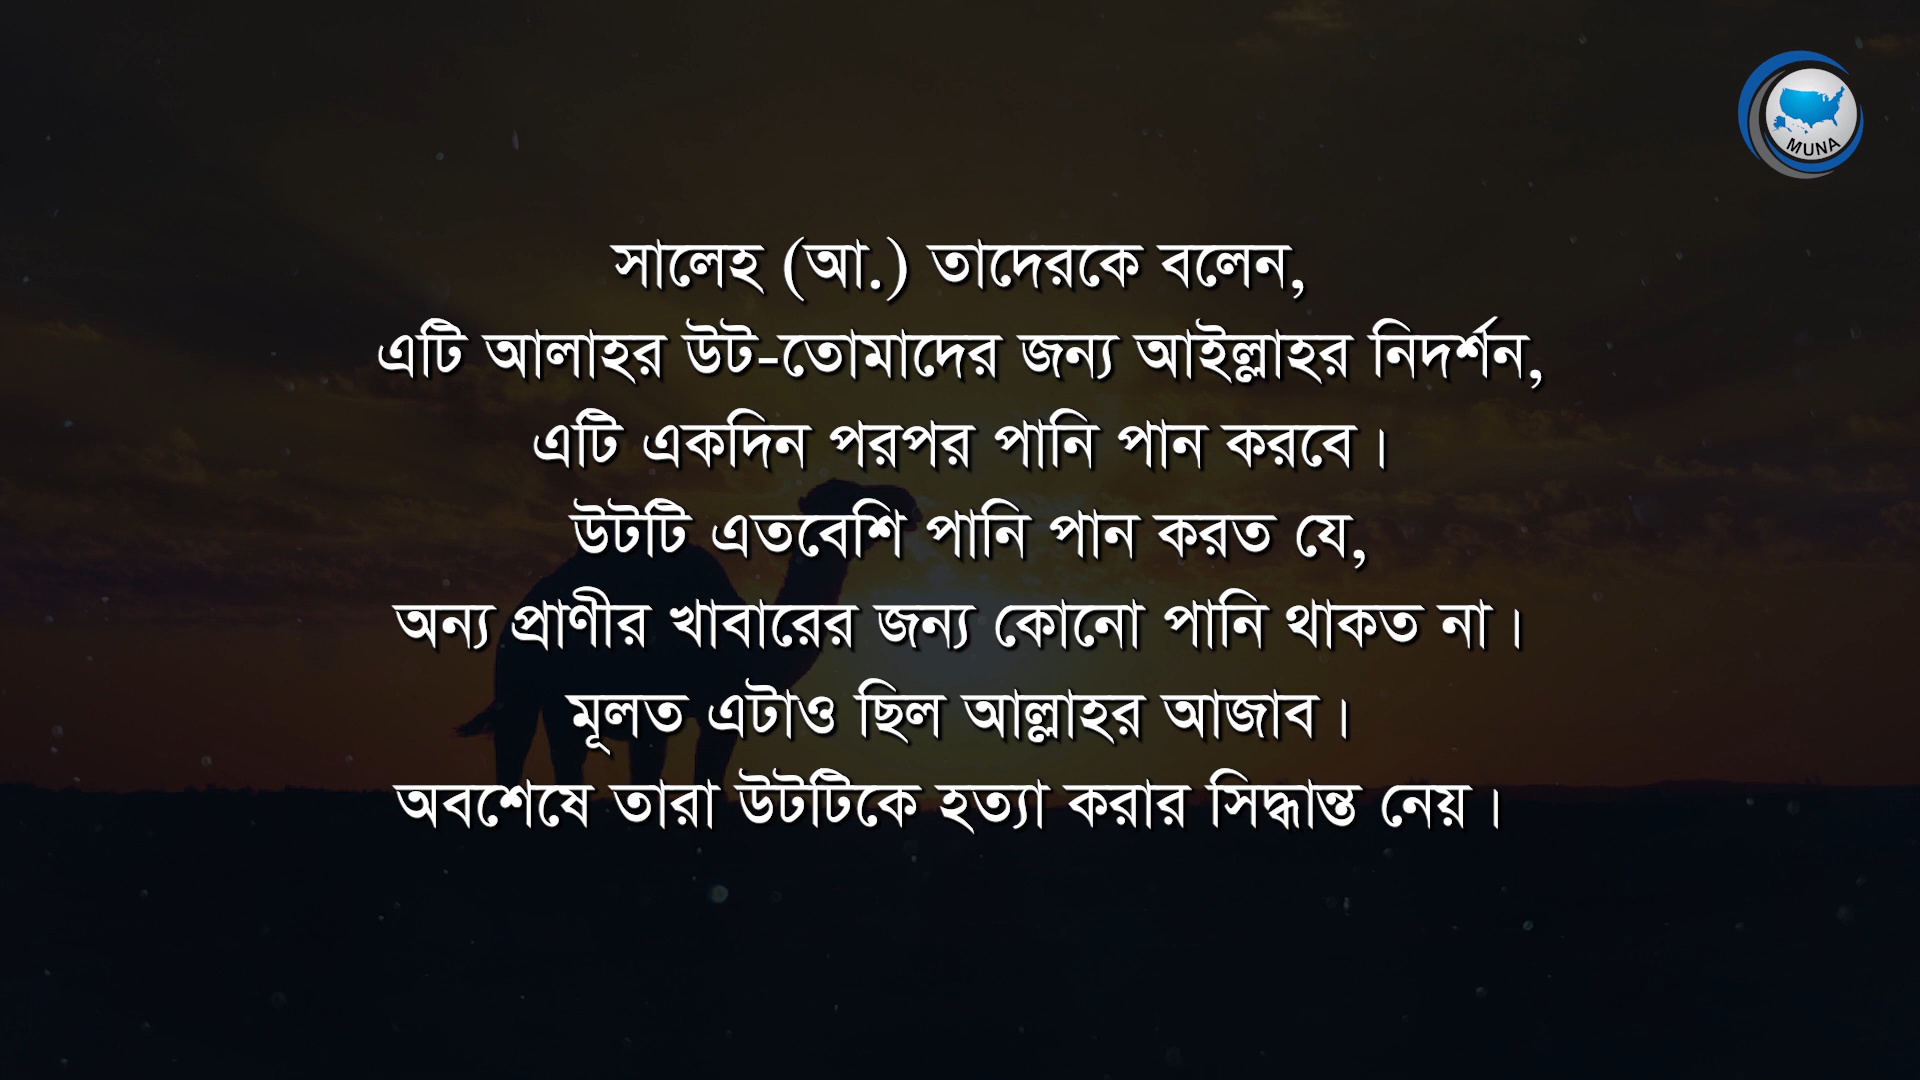 MUNA
সালেহ (আ.) তাদেরকে বলেন,
এটি আলাহর উট-তোমাদের জন্য আইল্লাহর নিদর্শন,
এটি একদিন পরপর পানি পান করবে।
উটটি এতবেশি পানি পান করত যে,
অন্য প্রাণীর খাবারের জন্য কোনো পানি থাকত না।
মূলত এটাও ছিল আল্লাহর আজাব।
অবশেষে তারা উটটিকে হত্যা করার সিদ্ধান্ত নেয়।